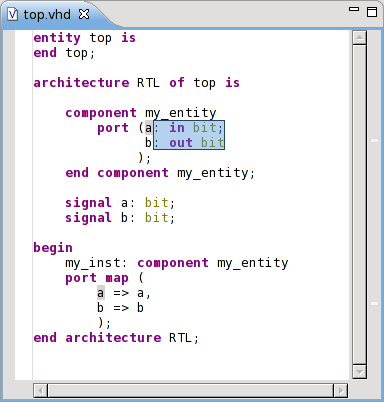 top.vhd
entity top is
end top;
architecture RTL of top is
component my_entity
port (a: in bit;
b: out bit
);
end component my_entity;
signal a: bit;
signal b: bit;
begin
my_inst: component my_entity
port map (
a => a,
b => b
);
end architecture RTL;